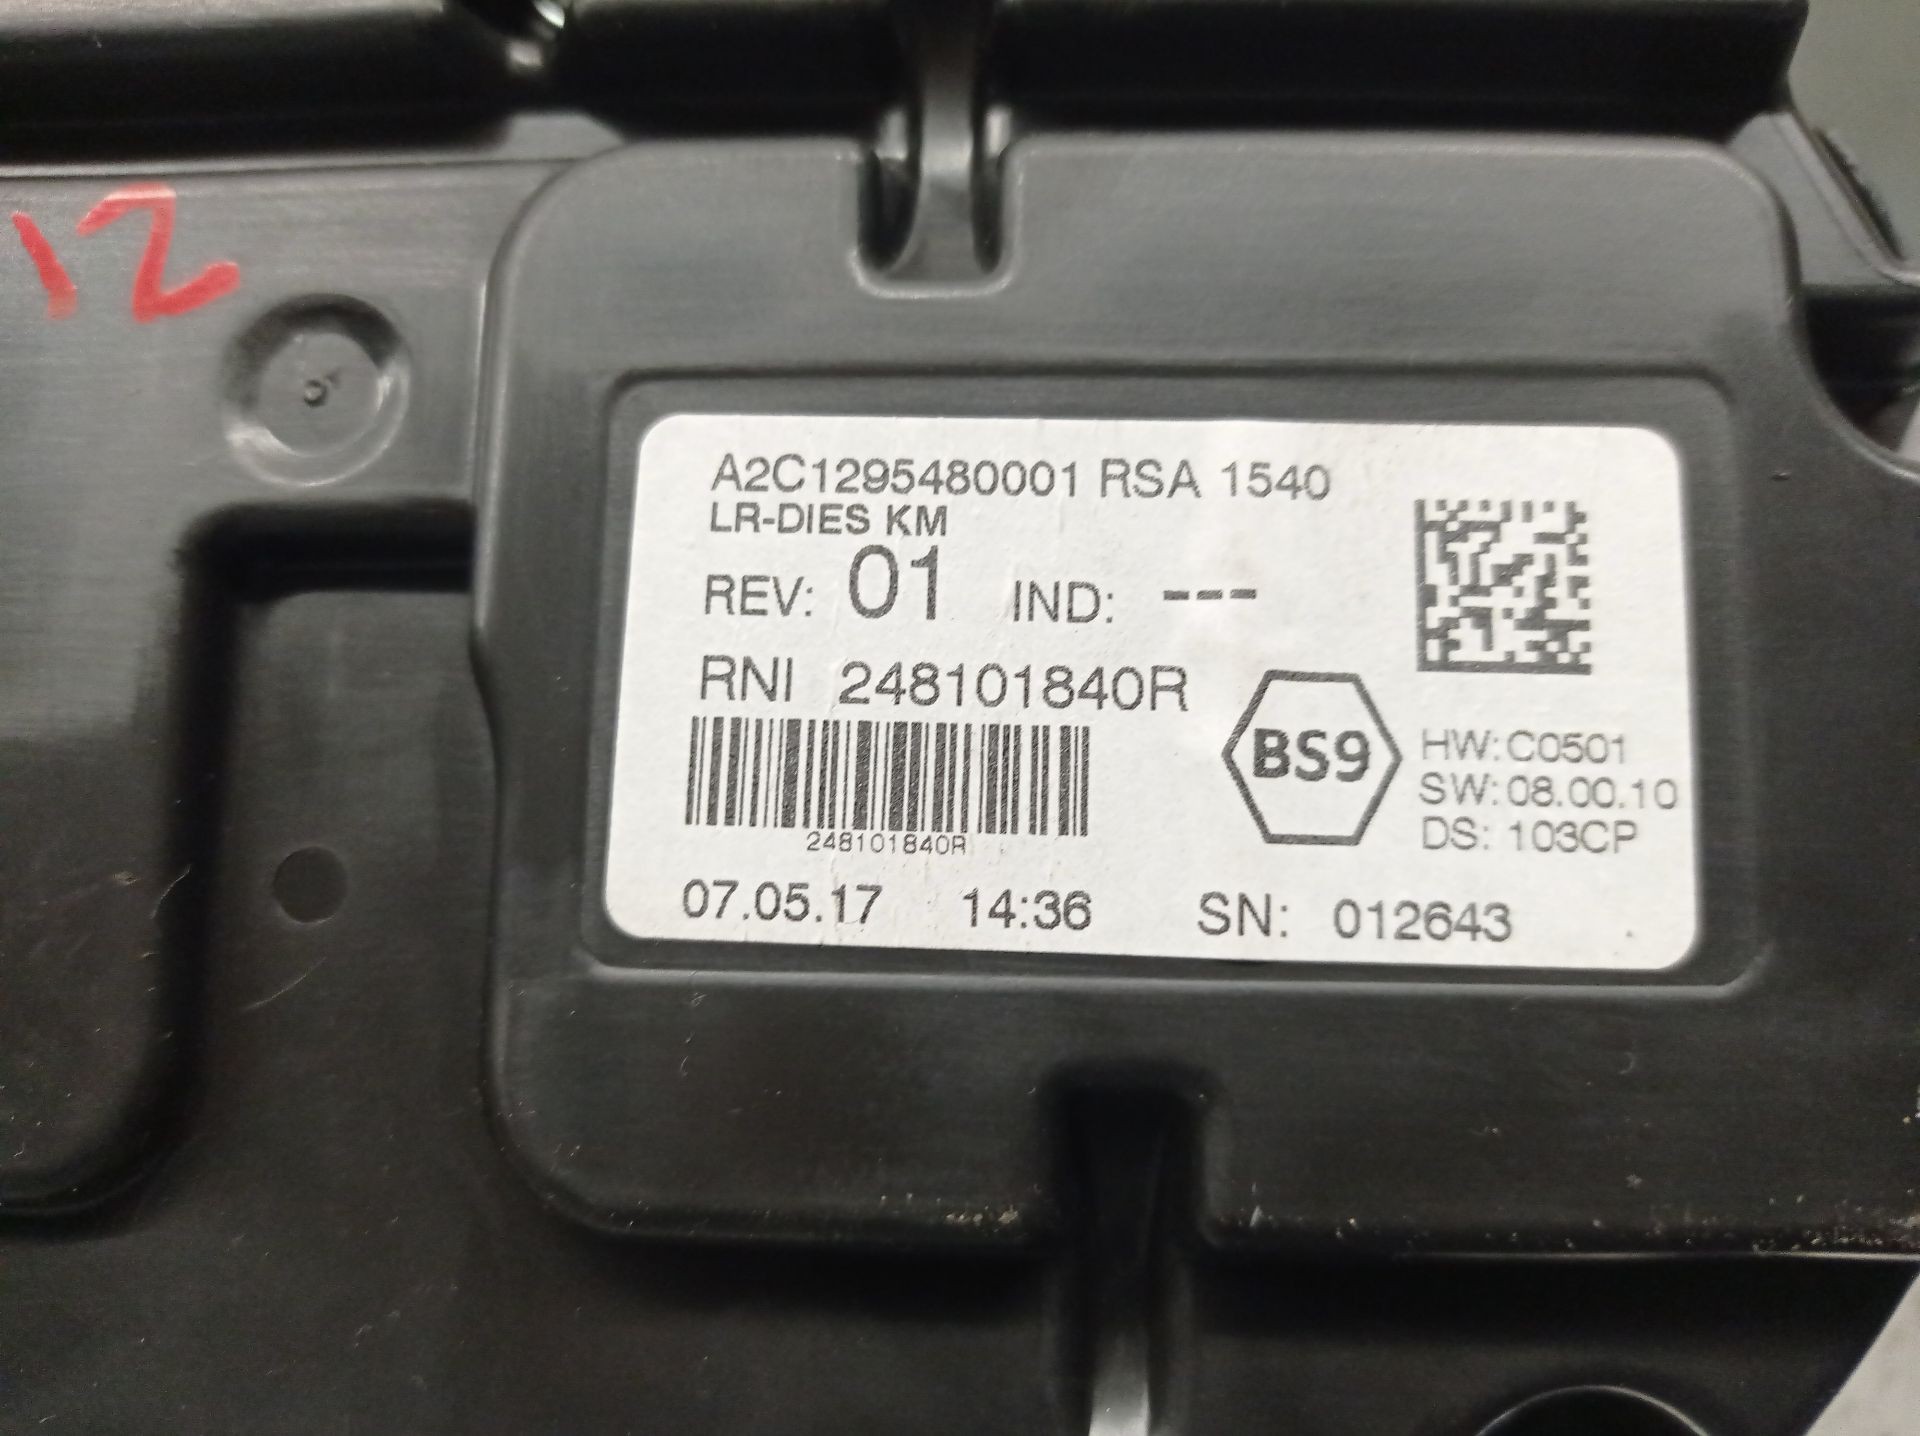 12
A2C1295480001 RSA 1540
LR-DIES KM
REV: 01 IND: ---
RNI 248101840R
BS9
HW:C0501
SW:08.00.10
DS: 103CP
248101840R
07.05.17 14:36 SN: 012643